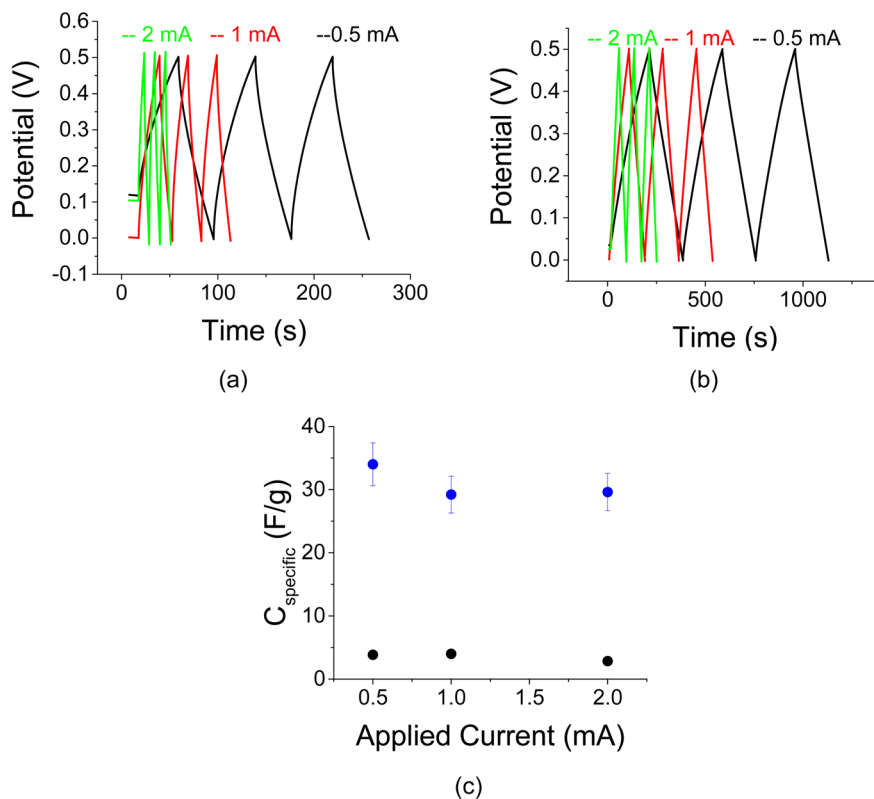 -- 2 mA -- 1 mA --0.5 mA
0.6
0.5
0.4
0.3
0.2
0.1
0.0
-0.1
Potential (V)
0 100 200 300
Time (s)
(a)
-- 2 mA -- 1 mA -- 0.5 mA
0.5
0.4
0.3
0.2
0.1
0.0
Potential (V)
0 500 1000
Time (s)
(b)
40
30
20
10
0
Cspecific (F/g)
0.5 1.0 1.5 2.0
Applied Current (mA)
(c)